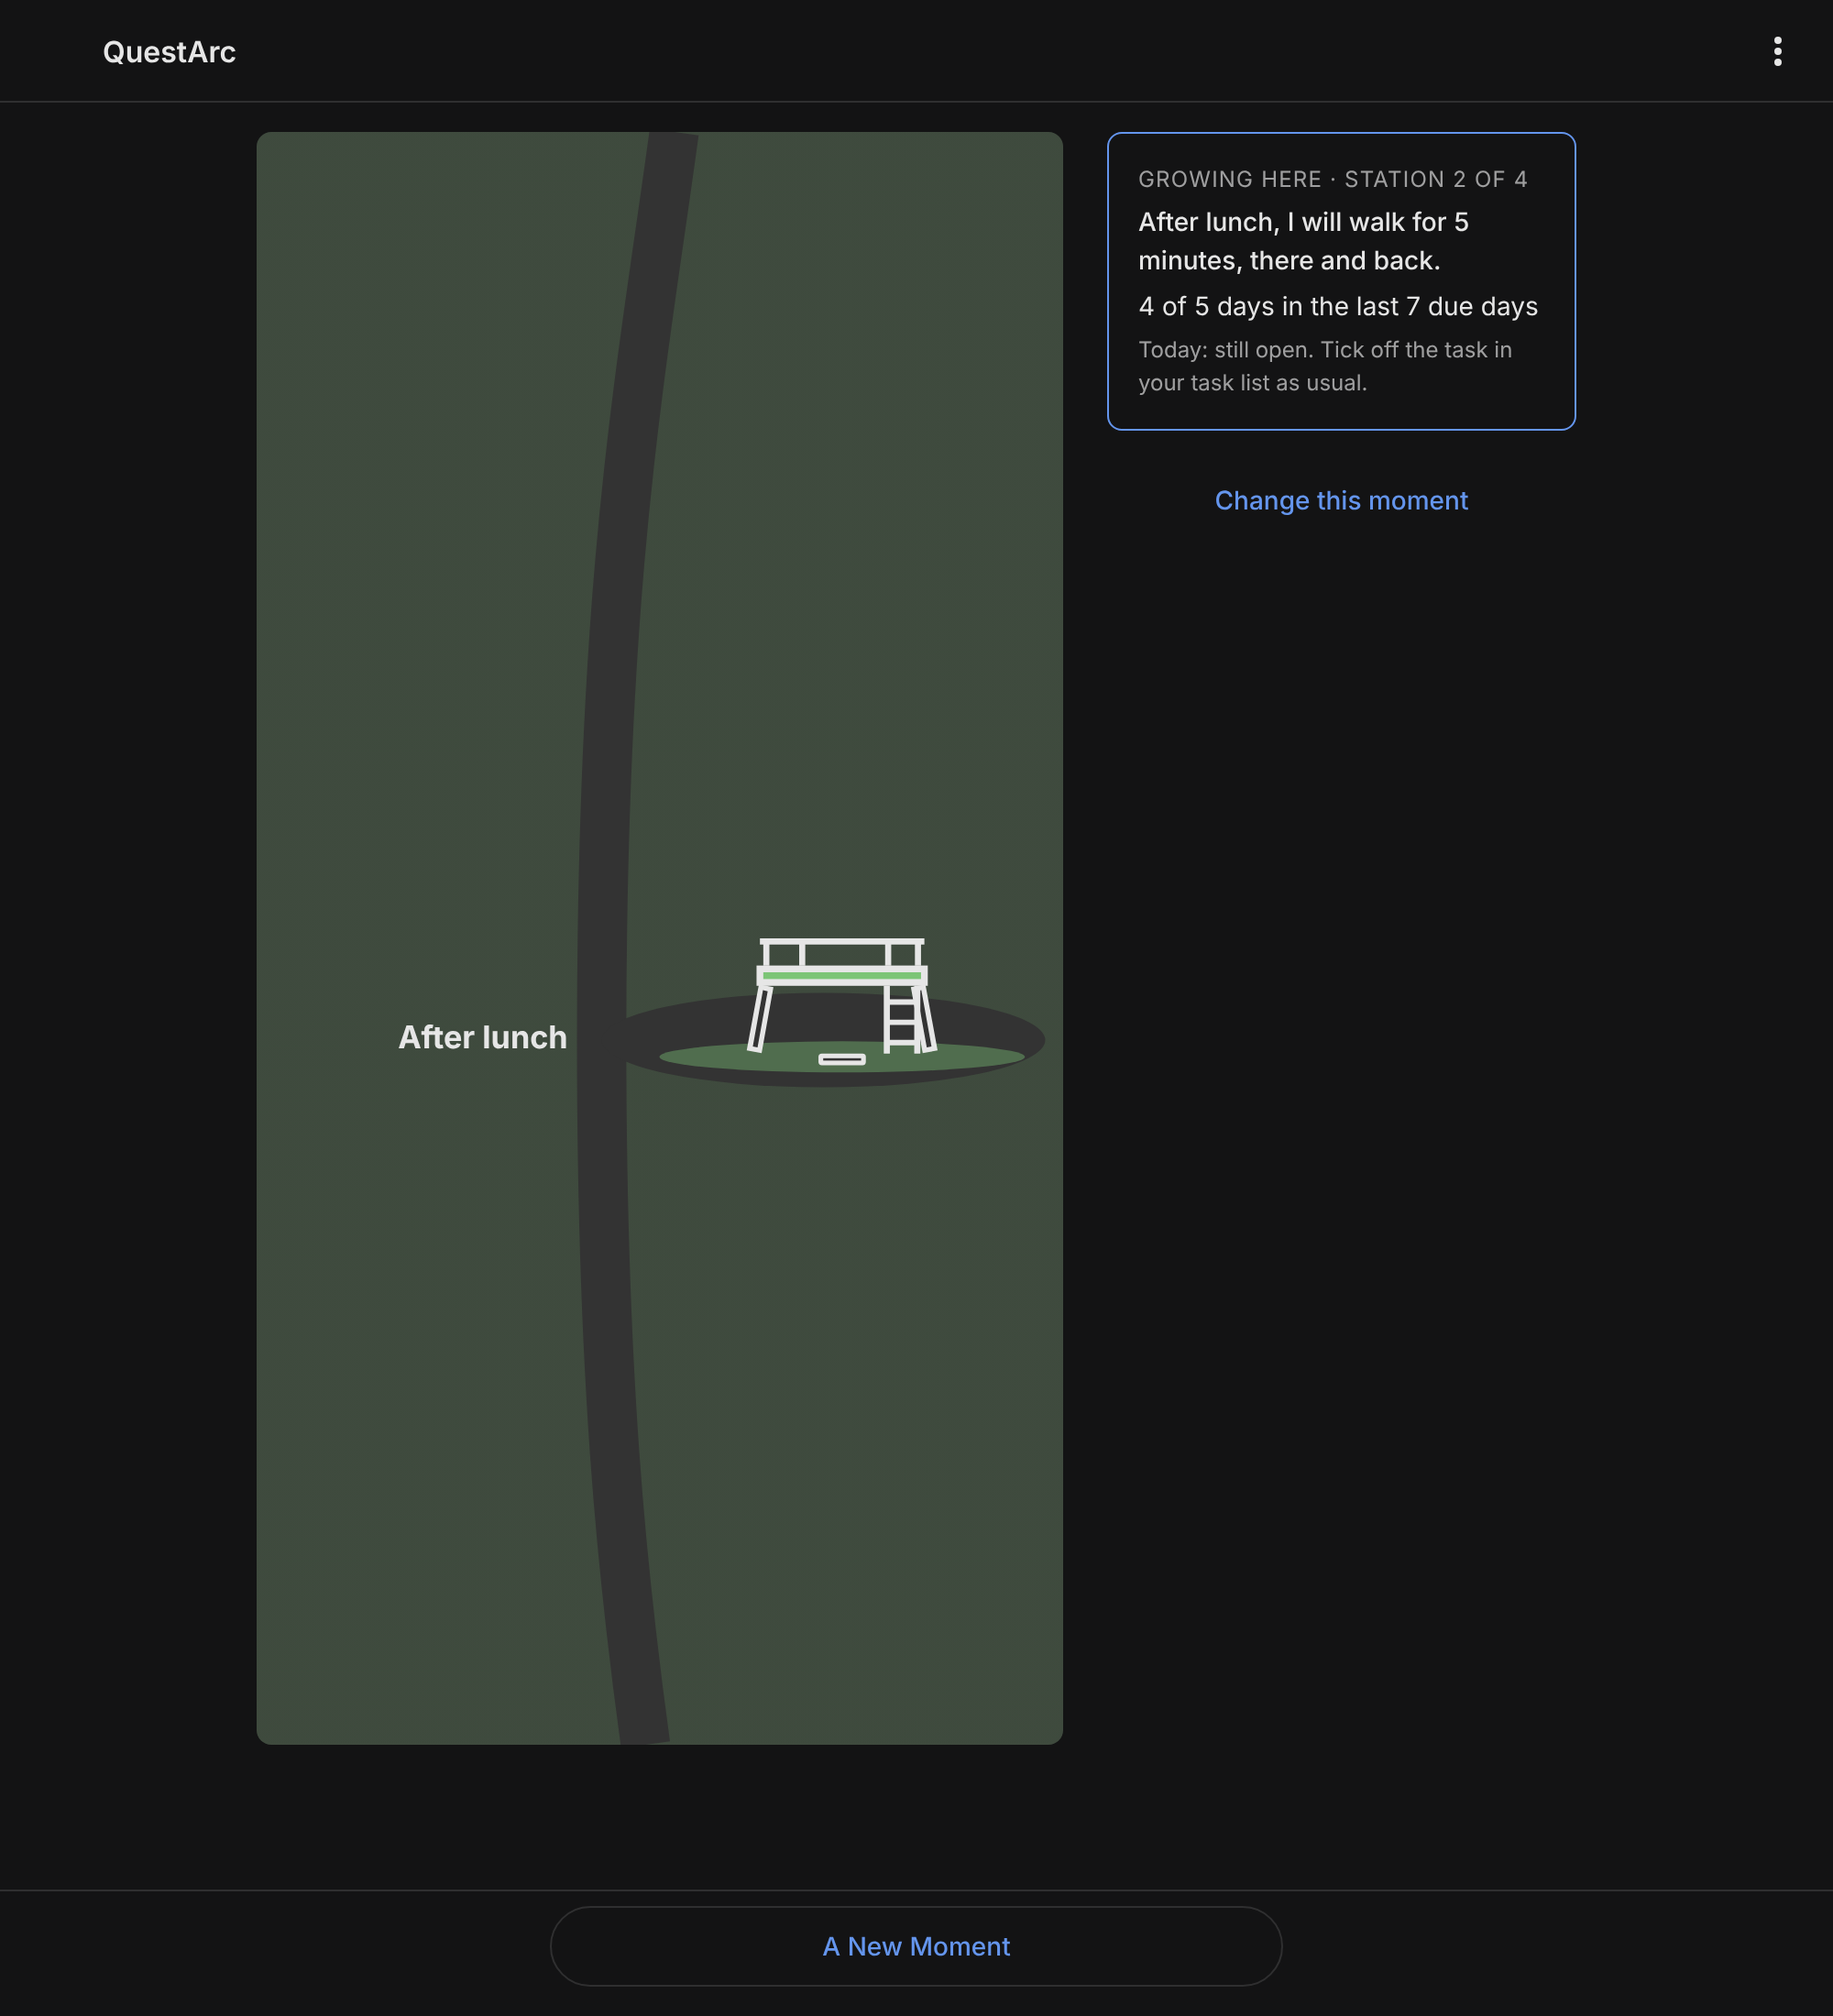 QuestArc
GROWING HERE · STATION 2 OF 4
After lunch, I will walk for 5
minutes, there and back.
4 of 5 days in the last 7 due days
Today: still open. Tick off the task in
your task list as usual.
Change this moment
After lunch
A New Moment